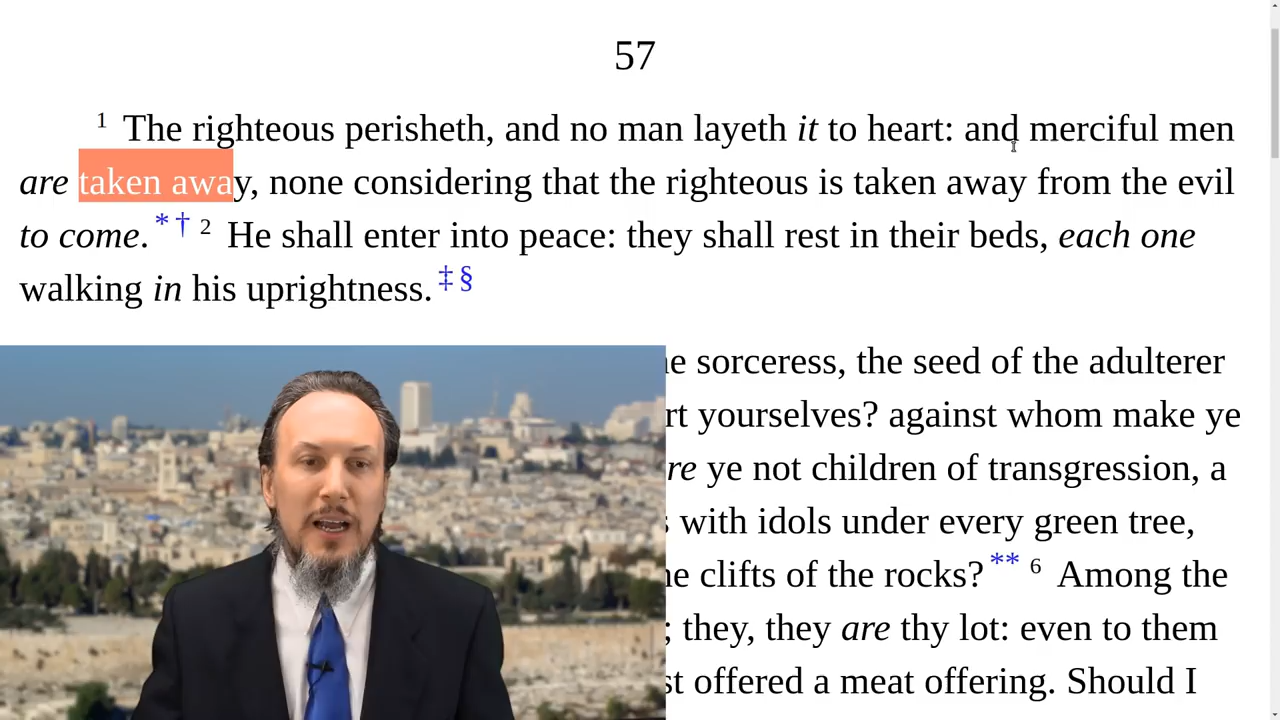 57
1 The righteous perisheth, and no man layeth it to heart: and merciful men
are taken away, none considering that the righteous is taken away from the evil
to come. * † 2 He shall enter into peace: they shall rest in their beds, each one
walking in his uprightness. ‡ §
sorceress, the seed of the adulterer
yourselves? against whom make ye
ye not children of transgression, a
with idols under every green tree,
clifts of the rocks? ** 6 Among the
; they, they are thy lot: even to them
offered a meat offering. Should I